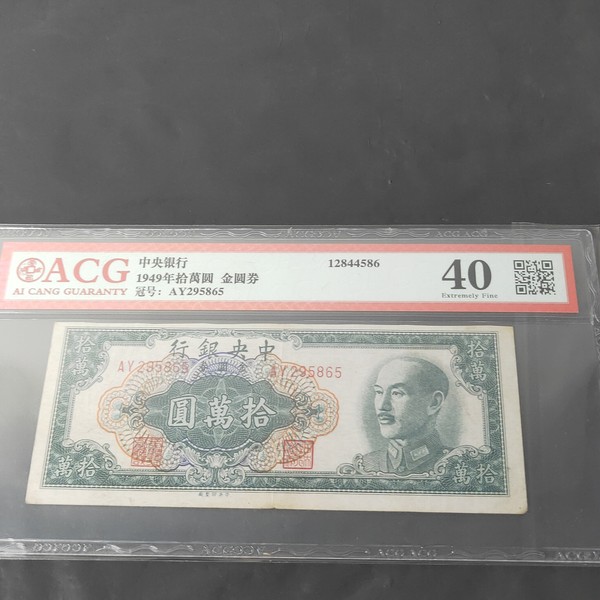 ACG
AI CANG GUARANTY
中央银行
1949年拾萬圓 金圓券
冠号: AY295865
12844586
40
Extremely Fine
行銀央中
AY295865
AY295865
圓萬拾
拾萬
拾萬
萬拾
萬拾